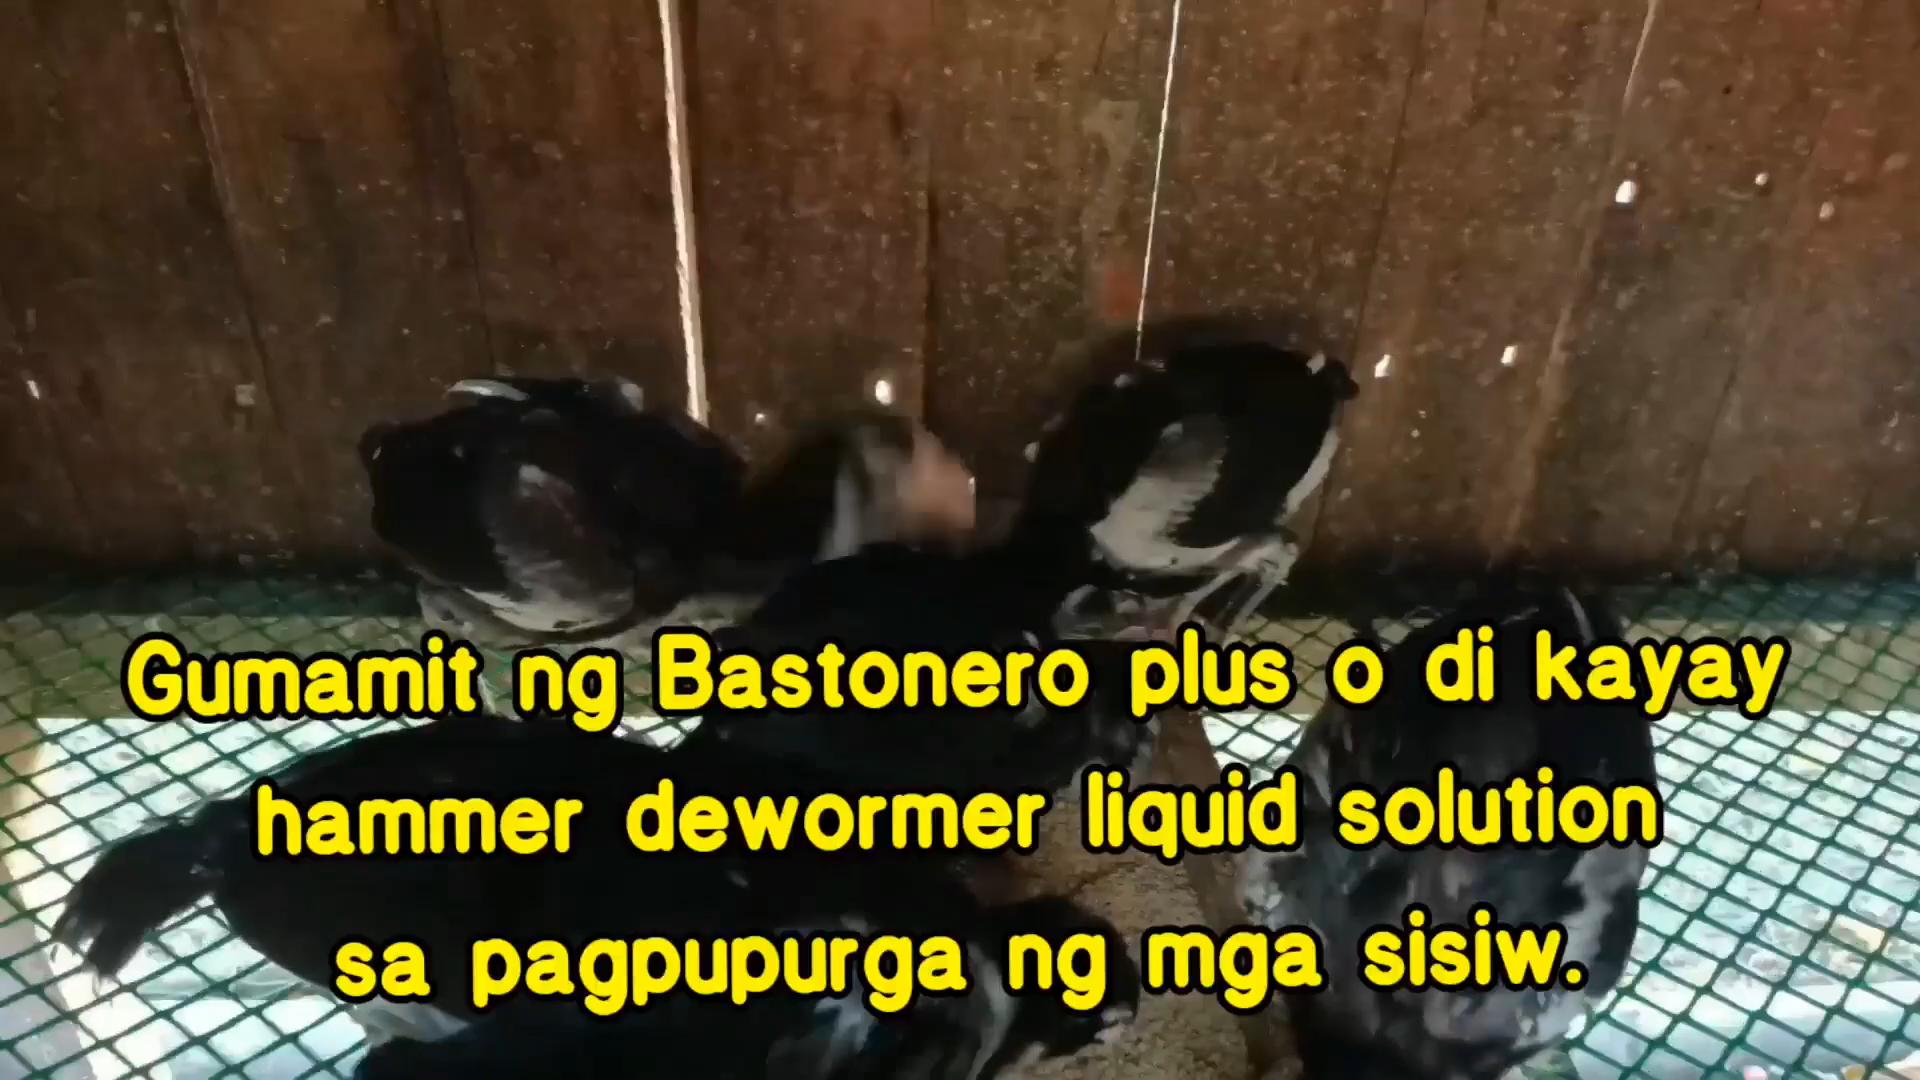 Gumamit ng Bastonero plus o di kayay
hammer dewormer liquid solution
sa pagpupurga ng mga sisiw.